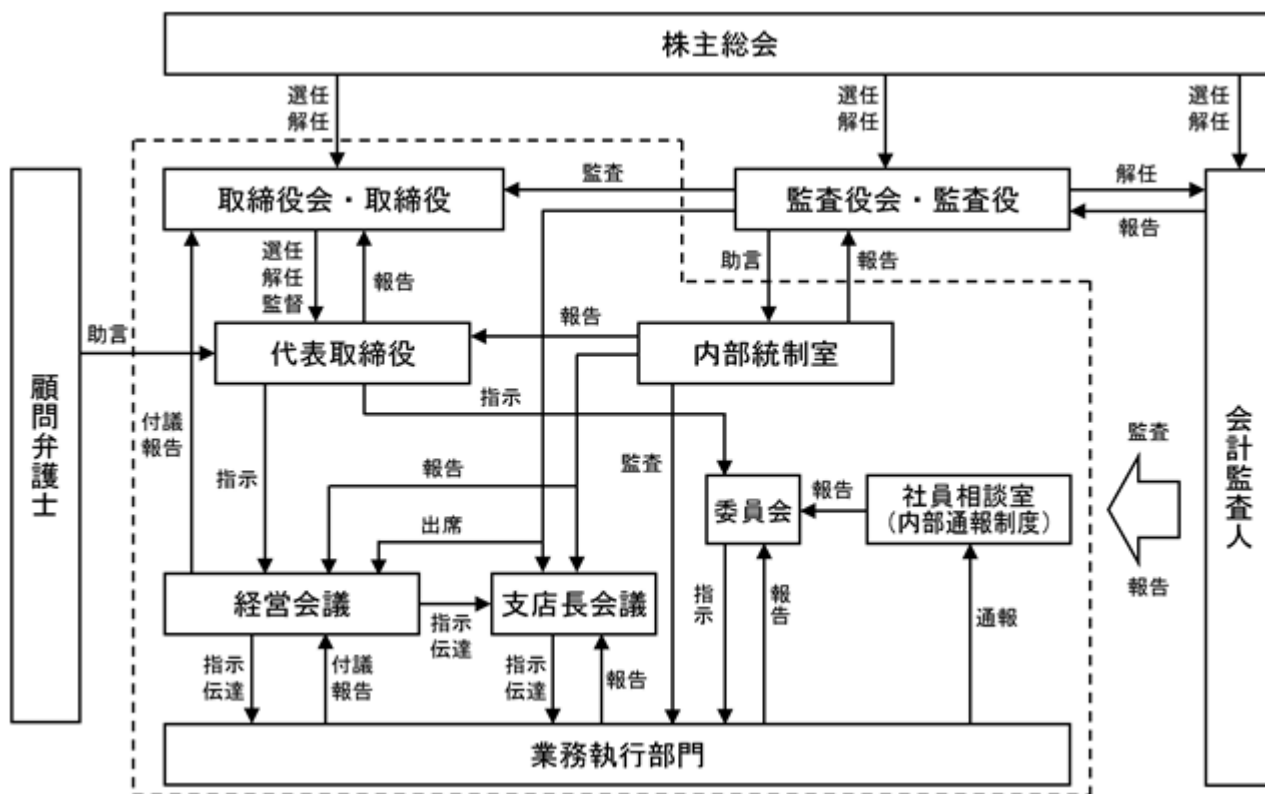 株主総会
選任
解任
選任
解任
選任
解任
取締役会・取締役
監査
監査役会・監査役
解任
報告
選任
解任
監督
報告
助言
報告
助言
代表取締役
報告
内部統制室
顧問弁護士
付議
報告
指示
指示
報告
監査
出席
委員会
報告
社員相談室
（内部通報制度）
監査
報告
会計監査人
経営会議
指示
伝達
支店長会議
指示
報告
通報
指示
伝達
付議
報告
指示
伝達
報告
業務執行部門